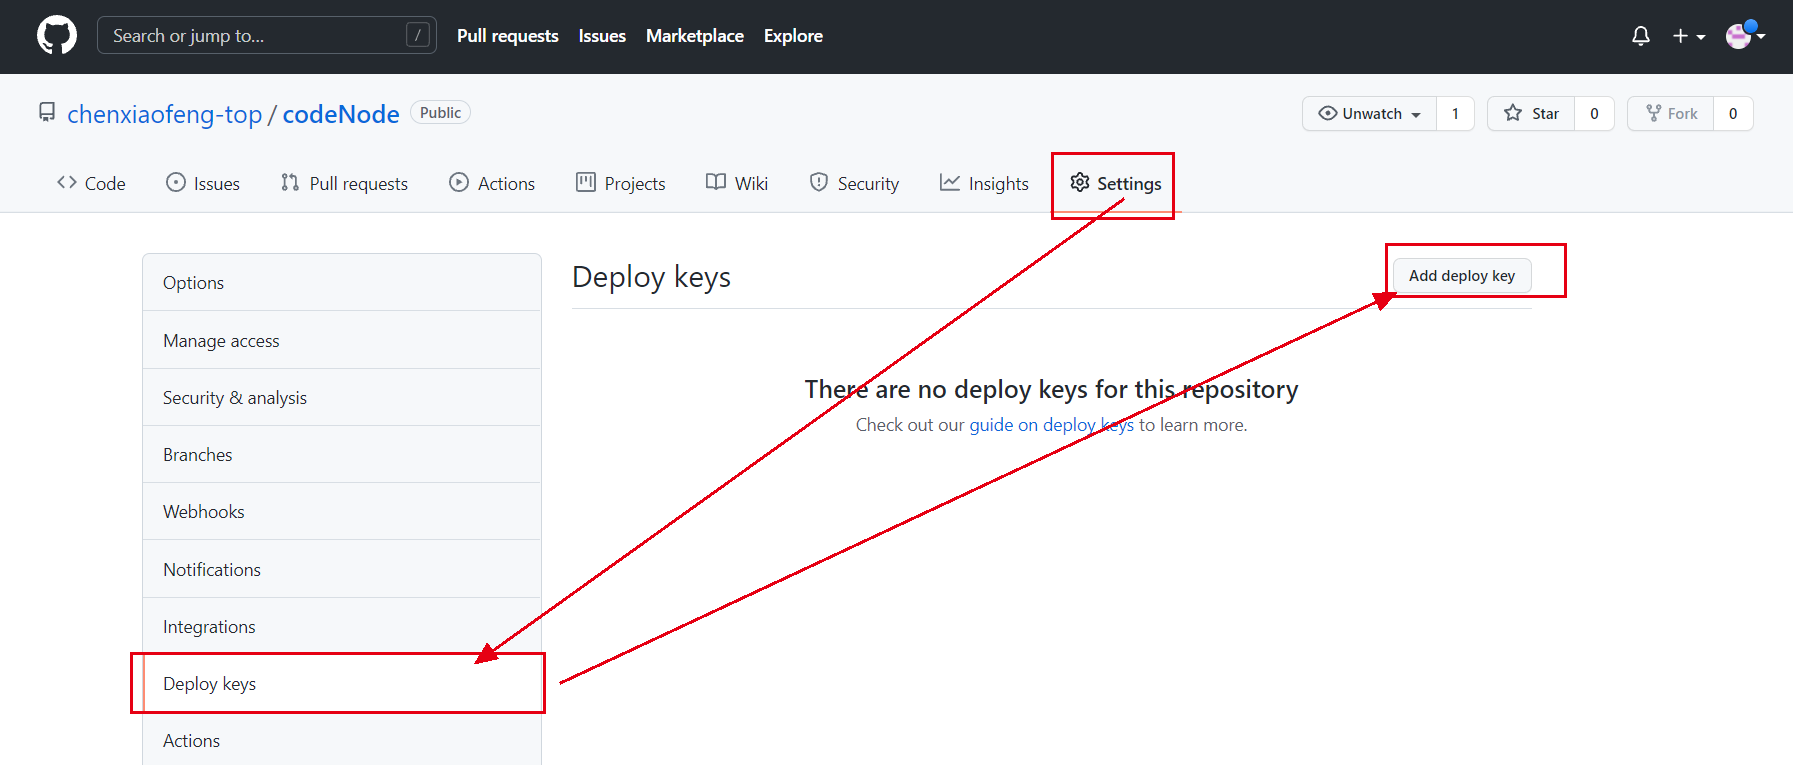 Search or jump to... /
Pull requests Issues Marketplace Explore
chenxiaofeng-top / codeNode Public
Unwatch 1 Star 0 Fork 0
Code Issues Pull requests Actions Projects Wiki Security Insights Settings
Options
Manage access
Security & analysis
Branches
Webhooks
Notifications
Integrations
Deploy keys
Actions
Deploy keys
Add deploy key
There are no deploy keys for this repository
Check out our guide on deploy keys to learn more.